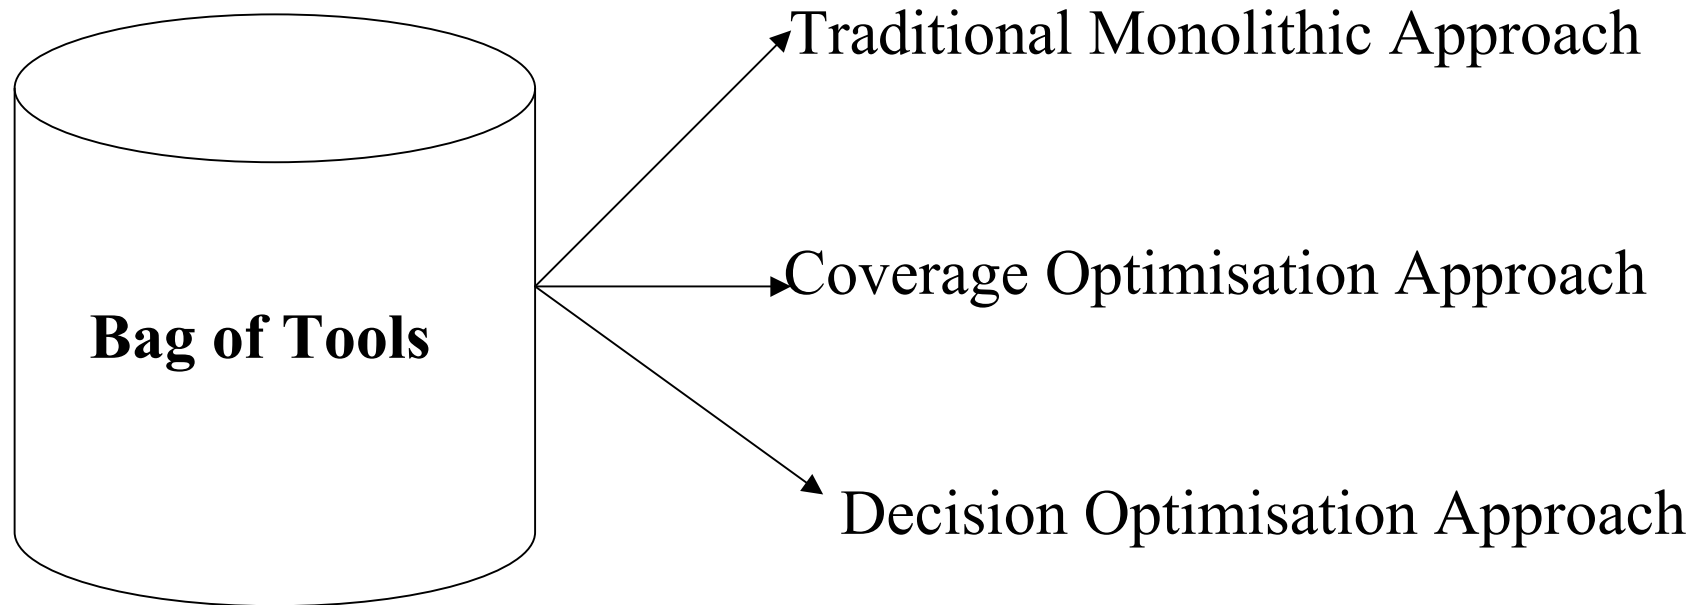 Traditional Monolithic Approach
Coverage Optimisation Approach
Bag of Tools
Decision Optimisation Approach